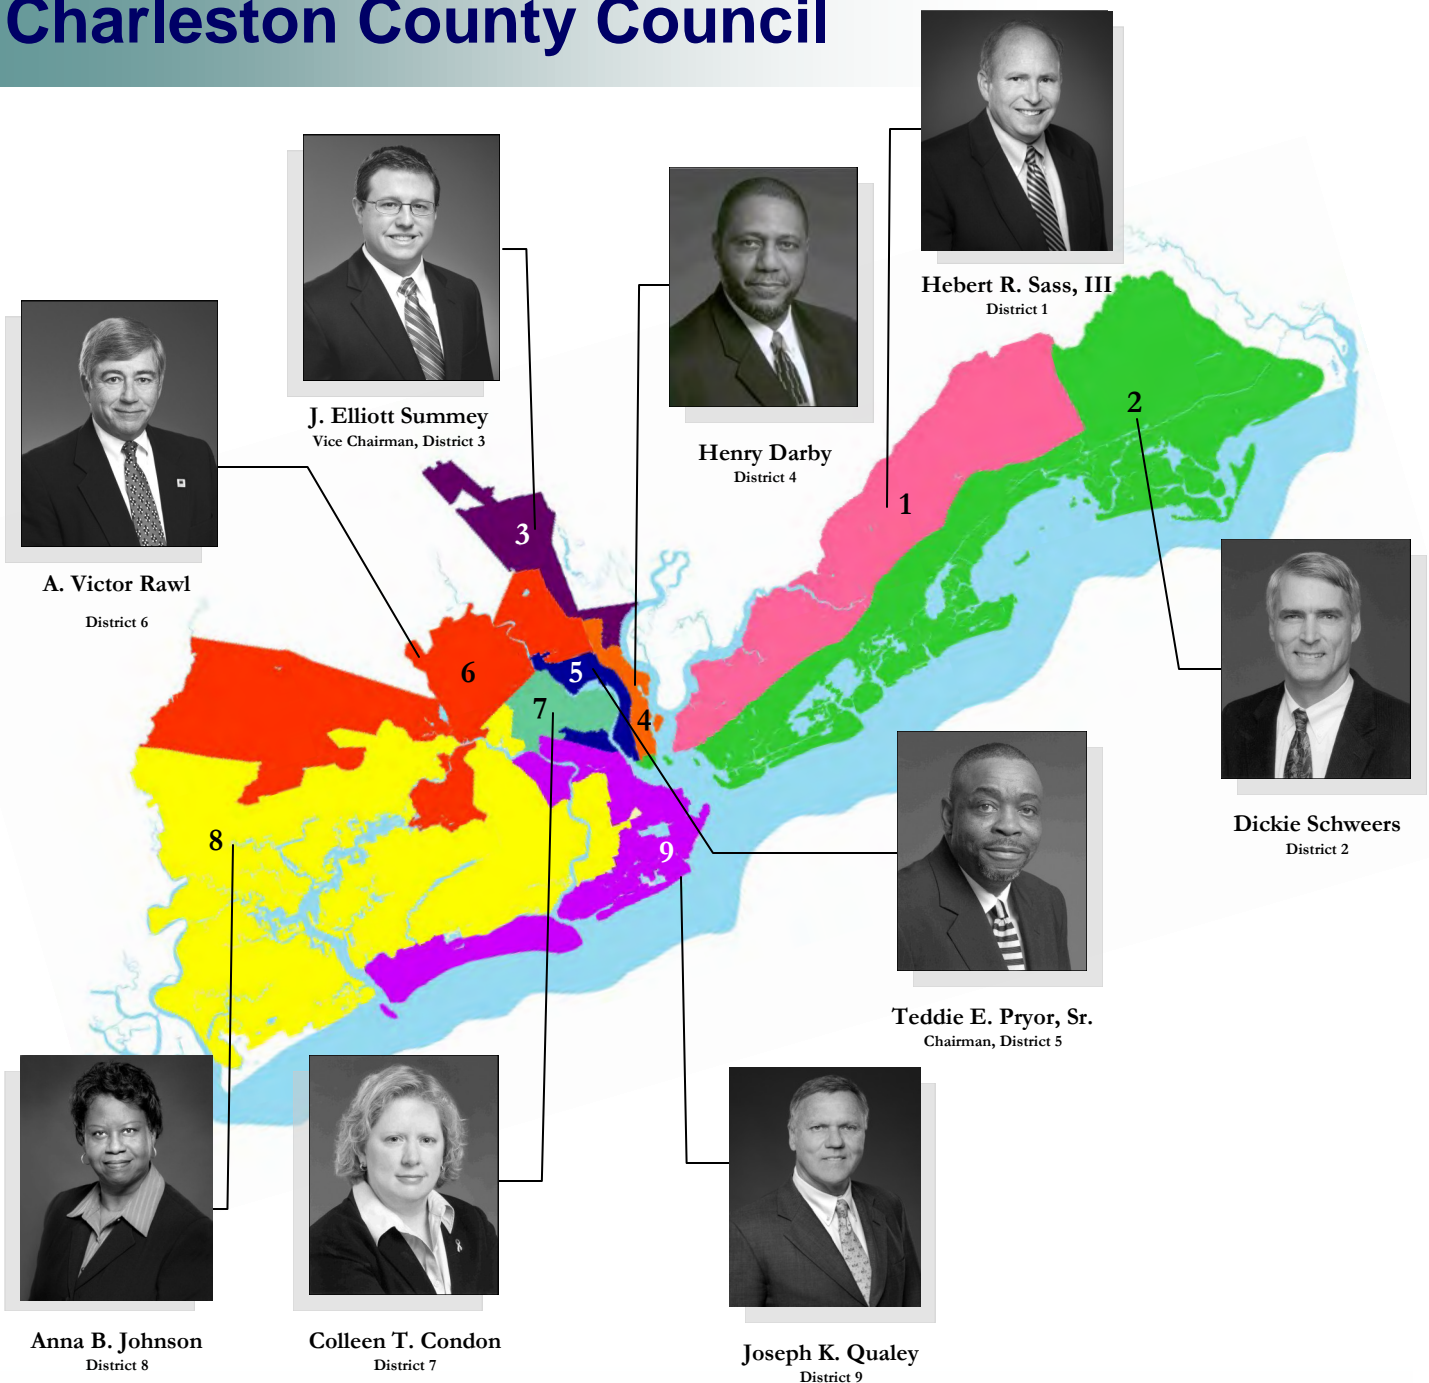 Charleston County Council
Hebert R. Sass, III
District 1
J. Elliott Summey
Vice Chairman, District 3
Henry Darby
District 4
A. Victor Rawl
District 6
1
2
3
4
5
6
7
8
9
Dickie Schweers
District 2
Teddie E. Pryor, Sr.
Chairman, District 5
Anna B. Johnson
District 8
Colleen T. Condon
District 7
Joseph K. Qualey
District 9